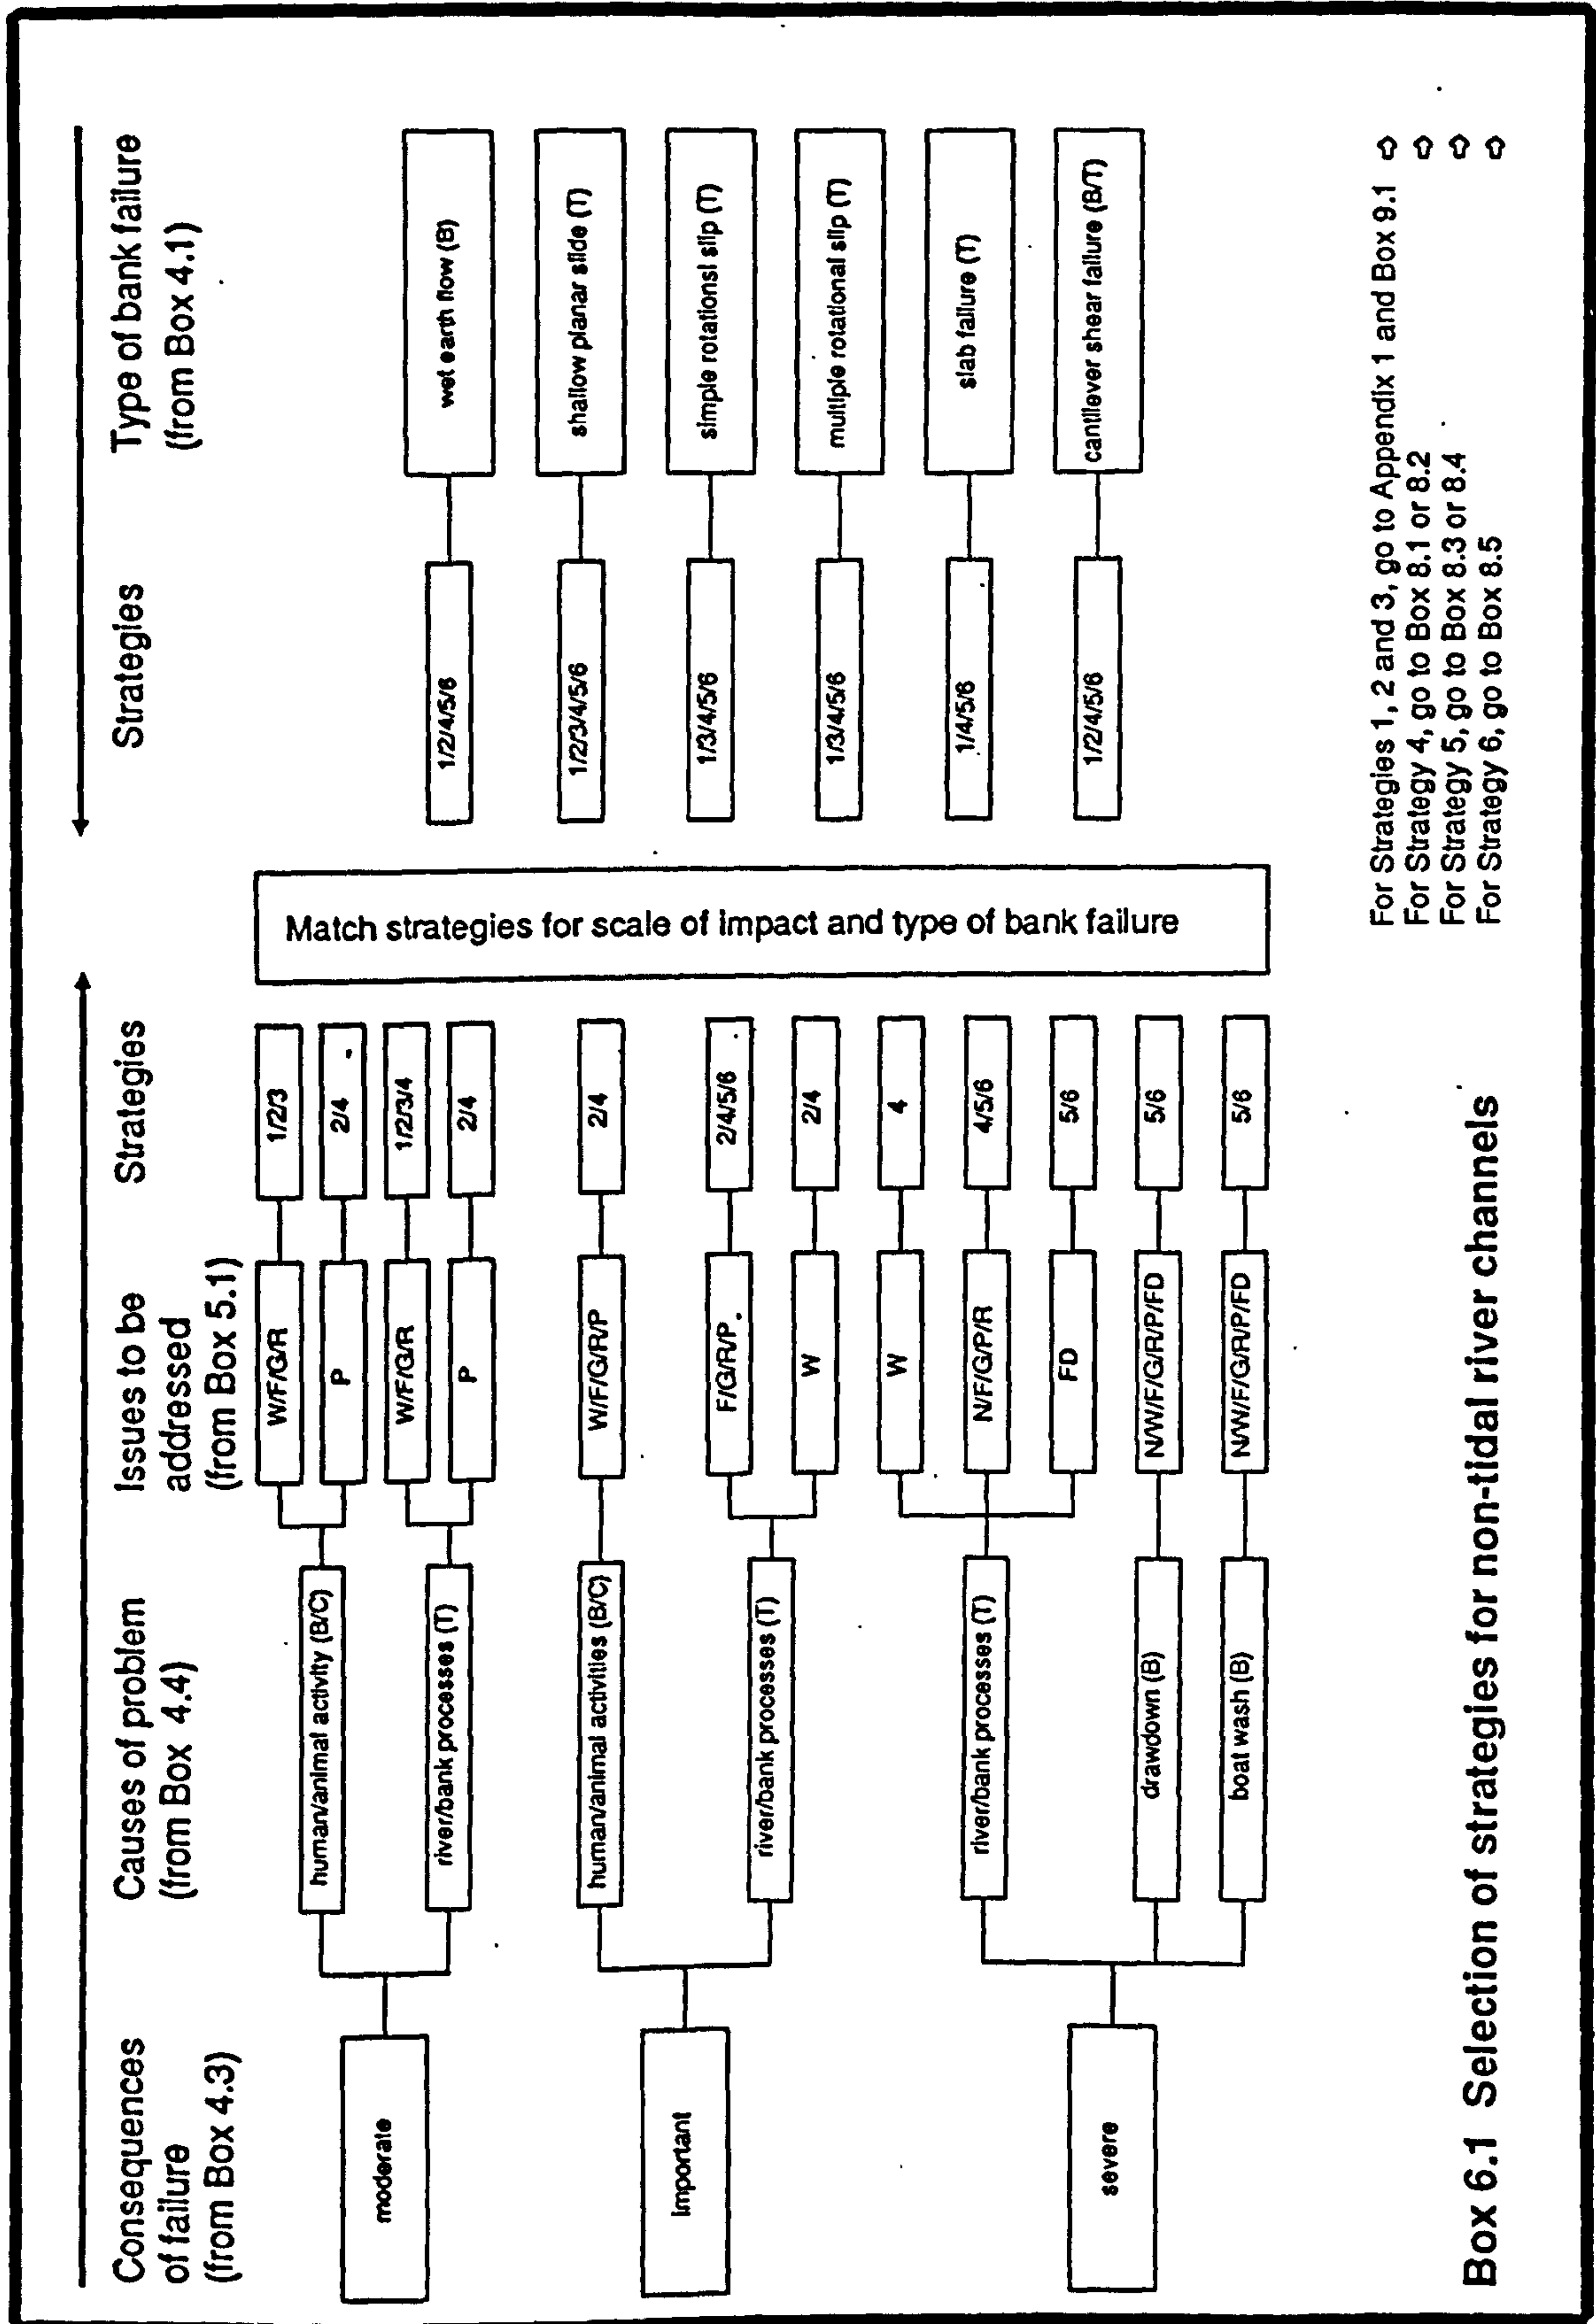 Consequences
of failure
(from Box 4.3)
Causes of problem
(from Box 4.4)
Issues to be
addressed
(from Box 5.1)
Strategies
Strategies
Type of bank failure
(from Box 4.1)
moderate
human/animal activity (B/C)
W/F/G/R
1/2/3
P
2/4
river/bank processes (T)
W/F/G/R
1/2/3/4
P
2/4
important
human/animal activities (B/C)
W/F/G/R/P
2/4
river/bank processes (T)
F/G/R/P
2/4/5/6
W
2/4
severe
river/bank processes (T)
W
4
N/F/G/P/R
4/5/6
FD
5/6
drawdown (B)
N/W/F/G/R/P/FD
5/6
boat wash (B)
N/W/F/G/R/P/FD
5/6
Match strategies for scale of impact and type of bank failure
1/2/4/5/6
wet earth flow (B)
1/2/3/4/5/6
shallow planar slide (T)
1/3/4/5/6
simple rotationsl slip (T)
1/3/4/5/6
multiple rotational slip (T)
1/4/5/6
slab failure (T)
1/2/4/5/6
cantilever shear failure (B/T)
For Strategies 1, 2 and 3, go to Appendix 1 and Box 9.1 ⇨
For Strategy 4, go to Box 8.1 or 8.2 ⇨
For Strategy 5, go to Box 8.3 or 8.4 ⇨
For Strategy 6, go to Box 8.5 ⇨
Box 6.1 Selection of strategies for non-tidal river channels